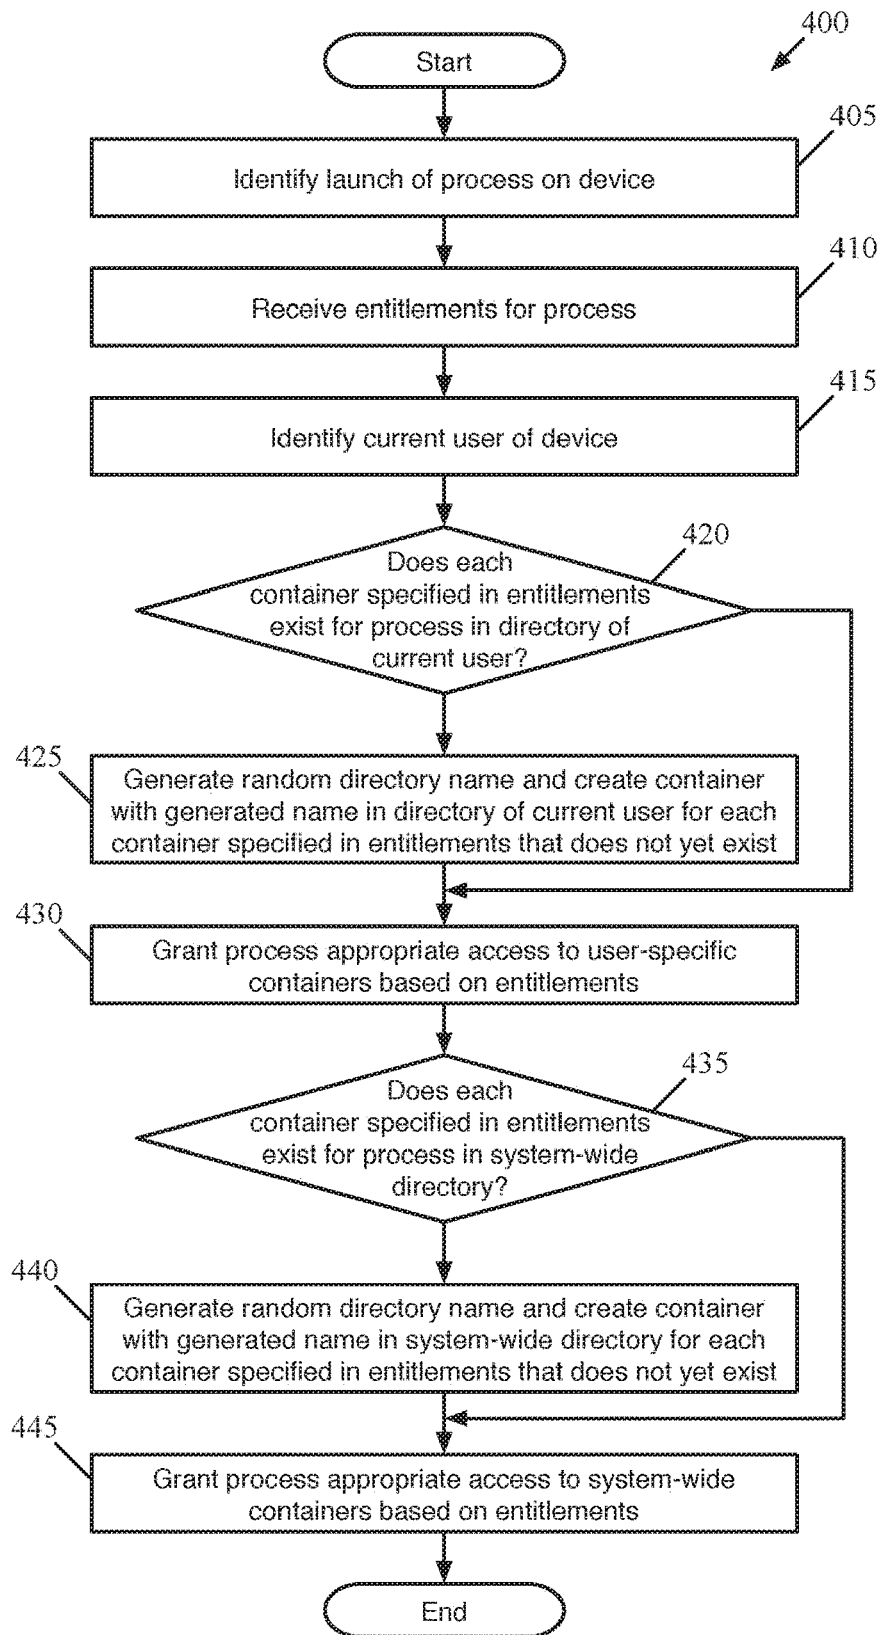 400
Start
405
Identify launch of process on device
410
Receive entitlements for process
415
Identify current user of device
420
Does each
container specified in entitlements
exist for process in directory of
current user?
425
Generate random directory name and create container
with generated name in directory of current user for each
container specified in entitlements that does not yet exist
430
Grant process appropriate access to user-specific
containers based on entitlements
435
Does each
container specified in entitlements
exist for process in system-wide
directory?
440
Generate random directory name and create container
with generated name in system-wide directory for each
container specified in entitlements that does not yet exist
445
Grant process appropriate access to system-wide
containers based on entitlements
End